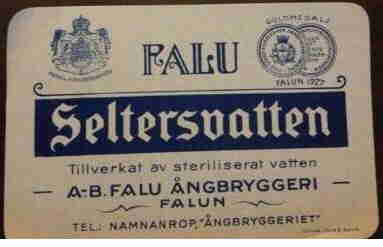 GULDMEDALJ
FALU
FALUN 1927
Seltersvatten
Tillverkat av steriliserat vatten
A-B. FALU ÅNGBRYGGERI
FALUN
TEL.: NAMNANROP, "ÅNGBRYGGERIET"